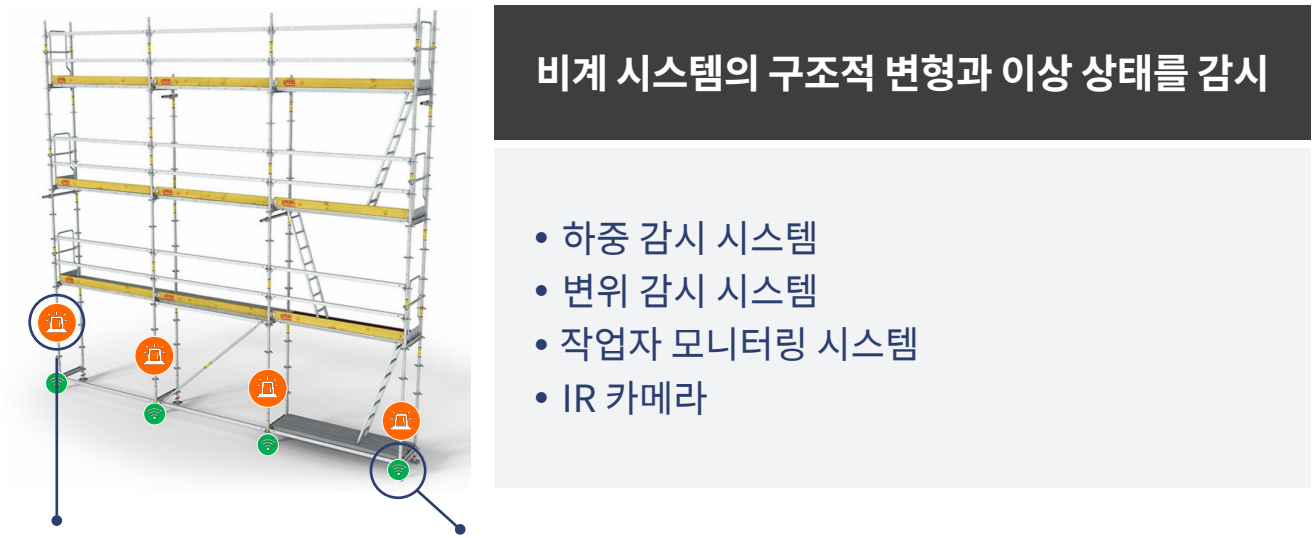 비계 시스템의 구조적 변형과 이상 상태를 감시
• 하중 감시 시스템
• 변위 감시 시스템
• 작업자 모니터링 시스템
• IR 카메라